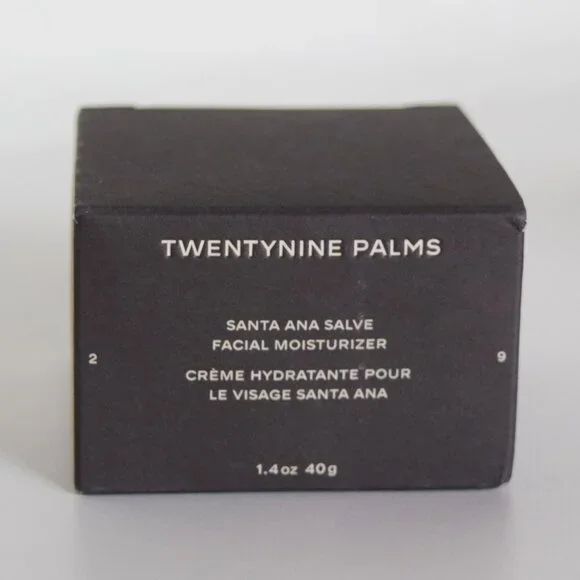 TWENTYNINE PALMS
SANTA ANA SALVE
FACIAL MOISTURIZER
2
9
CRÈME HYDRATANTE POUR
LE VISAGE SANTA ANA
1.4oz 40g